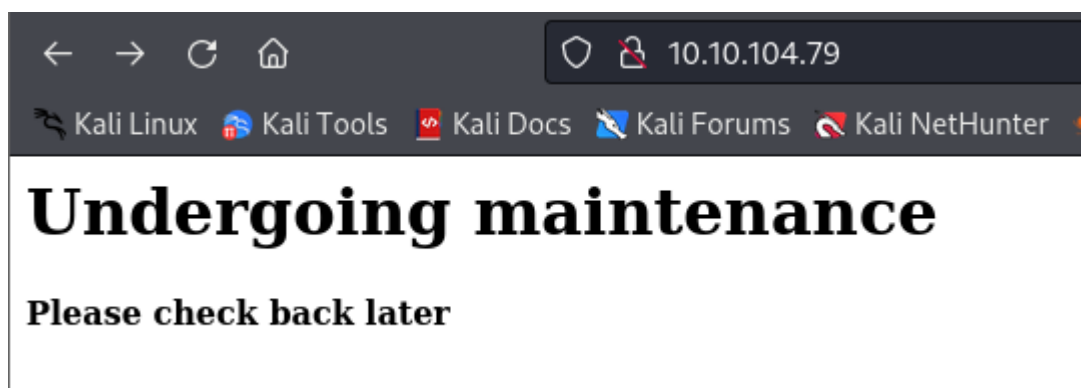 10.10.104.79
Kali Linux Kali Tools Kali Docs Kali Forums Kali NetHunter
Undergoing maintenance
Please check back later